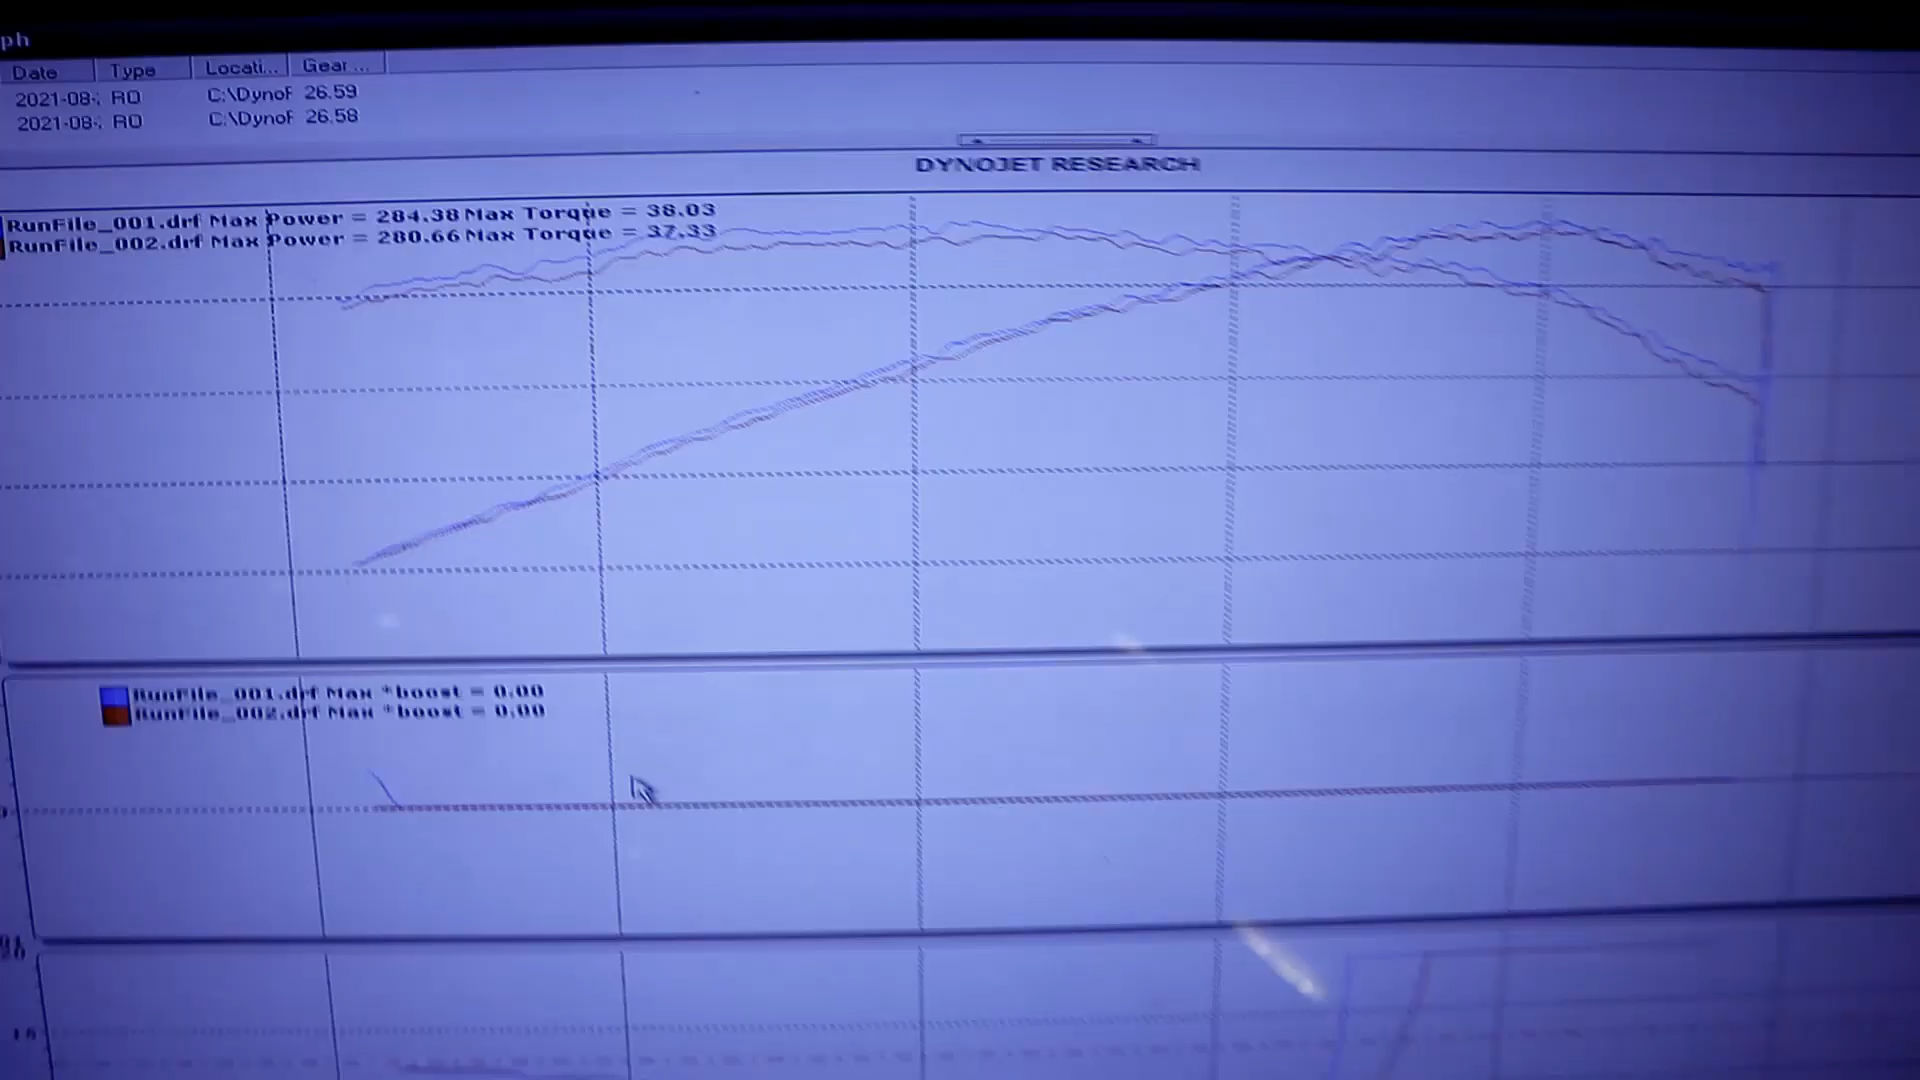 ph
Date Type Locati... Gear ...
2021-08-: RO C:\DynoF 26.59
2021-08-: RO C:\DynoF 26.58
DYNOJET RESEARCH
RunFile_001.drf Max Power = 284.38 Max Torque = 38.03
RunFile_002.drf Max Power = 280.66 Max Torque = 37.33
RunFile_001.drf Max *boost = 0.00
RunFile_002.drf Max *boost = 0.00